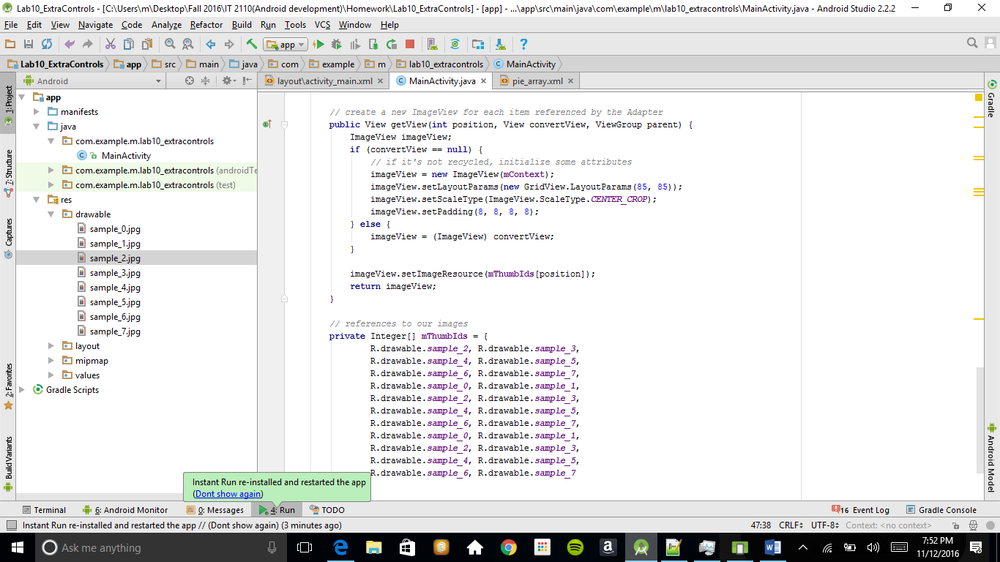 Lab10_ExtraControls - [C:\Users\m\Desktop\Fall 2016\IT 2110(Android development)\Homework\Lab10_ExtraControls] - [app] - ...\app\src\main\java\com\example\m\lab10_extracontrols\MainActivity.java - Android Studio 2.2.2
File Edit View Navigate Code Analyze Refactor Build Run Tools VCS Window Help
app
Lab10_ExtraControls app src main java com example m lab10_extracontrols MainActivity
Android
layout\activity_main.xml MainActivity.java pie_array.xml
1: Project
7: Structure
Captures
2: Favorites
Build Variants
app
manifests
java
com.example.m.lab10_extracontrols
MainActivity
com.example.m.lab10_extracontrols (androidTe
com.example.m.lab10_extracontrols (test)
res
drawable
sample_0.jpg
sample_1.jpg
sample_2.jpg
sample_3.jpg
sample_4.jpg
sample_5.jpg
sample_6.jpg
sample_7.jpg
layout
mipmap
values
Gradle Scripts
// create a new ImageView for each item referenced by the Adapter
public View getView(int position, View convertView, ViewGroup parent) {
ImageView imageView;
if (convertView == null) {
// if it's not recycled, initialize some attributes
imageView = new ImageView(mContext);
imageView.setLayoutParams(new GridView.LayoutParams(85, 85));
imageView.setScaleType(ImageView.ScaleType.CENTER_CROP);
imageView.setPadding(8, 8, 8, 8);
} else {
imageView = (ImageView) convertView;
}
imageView.setImageResource(mThumbIds[position]);
return imageView;
}
// references to our images
private Integer[] mThumbIds = {
R.drawable.sample_2, R.drawable.sample_3,
R.drawable.sample_4, R.drawable.sample_5,
R.drawable.sample_6, R.drawable.sample_7,
R.drawable.sample_0, R.drawable.sample_1,
R.drawable.sample_2, R.drawable.sample_3,
R.drawable.sample_4, R.drawable.sample_5,
R.drawable.sample_6, R.drawable.sample_7,
R.drawable.sample_0, R.drawable.sample_1,
R.drawable.sample_2, R.drawable.sample_3,
R.drawable.sample_4, R.drawable.sample_5,
R.drawable.sample_6, R.drawable.sample_7
Gradle
Android Model
Instant Run re-installed and restarted the app
(Dont show again)
Terminal 6: Android Monitor 0: Messages 4: Run TODO 16 Event Log Gradle Console
Instant Run re-installed and restarted the app // (Dont show again) (3 minutes ago) 47:38 CRLF UTF-8 Context: <no context>
Ask me anything
7:52 PM
11/12/2016